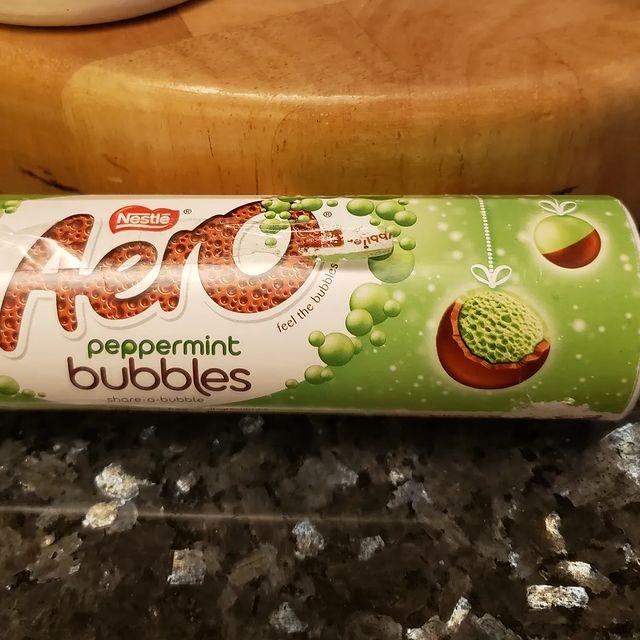 Nestlé®
Aero®
feel the bubbles
peppermint
bubbles
share-a-bubble